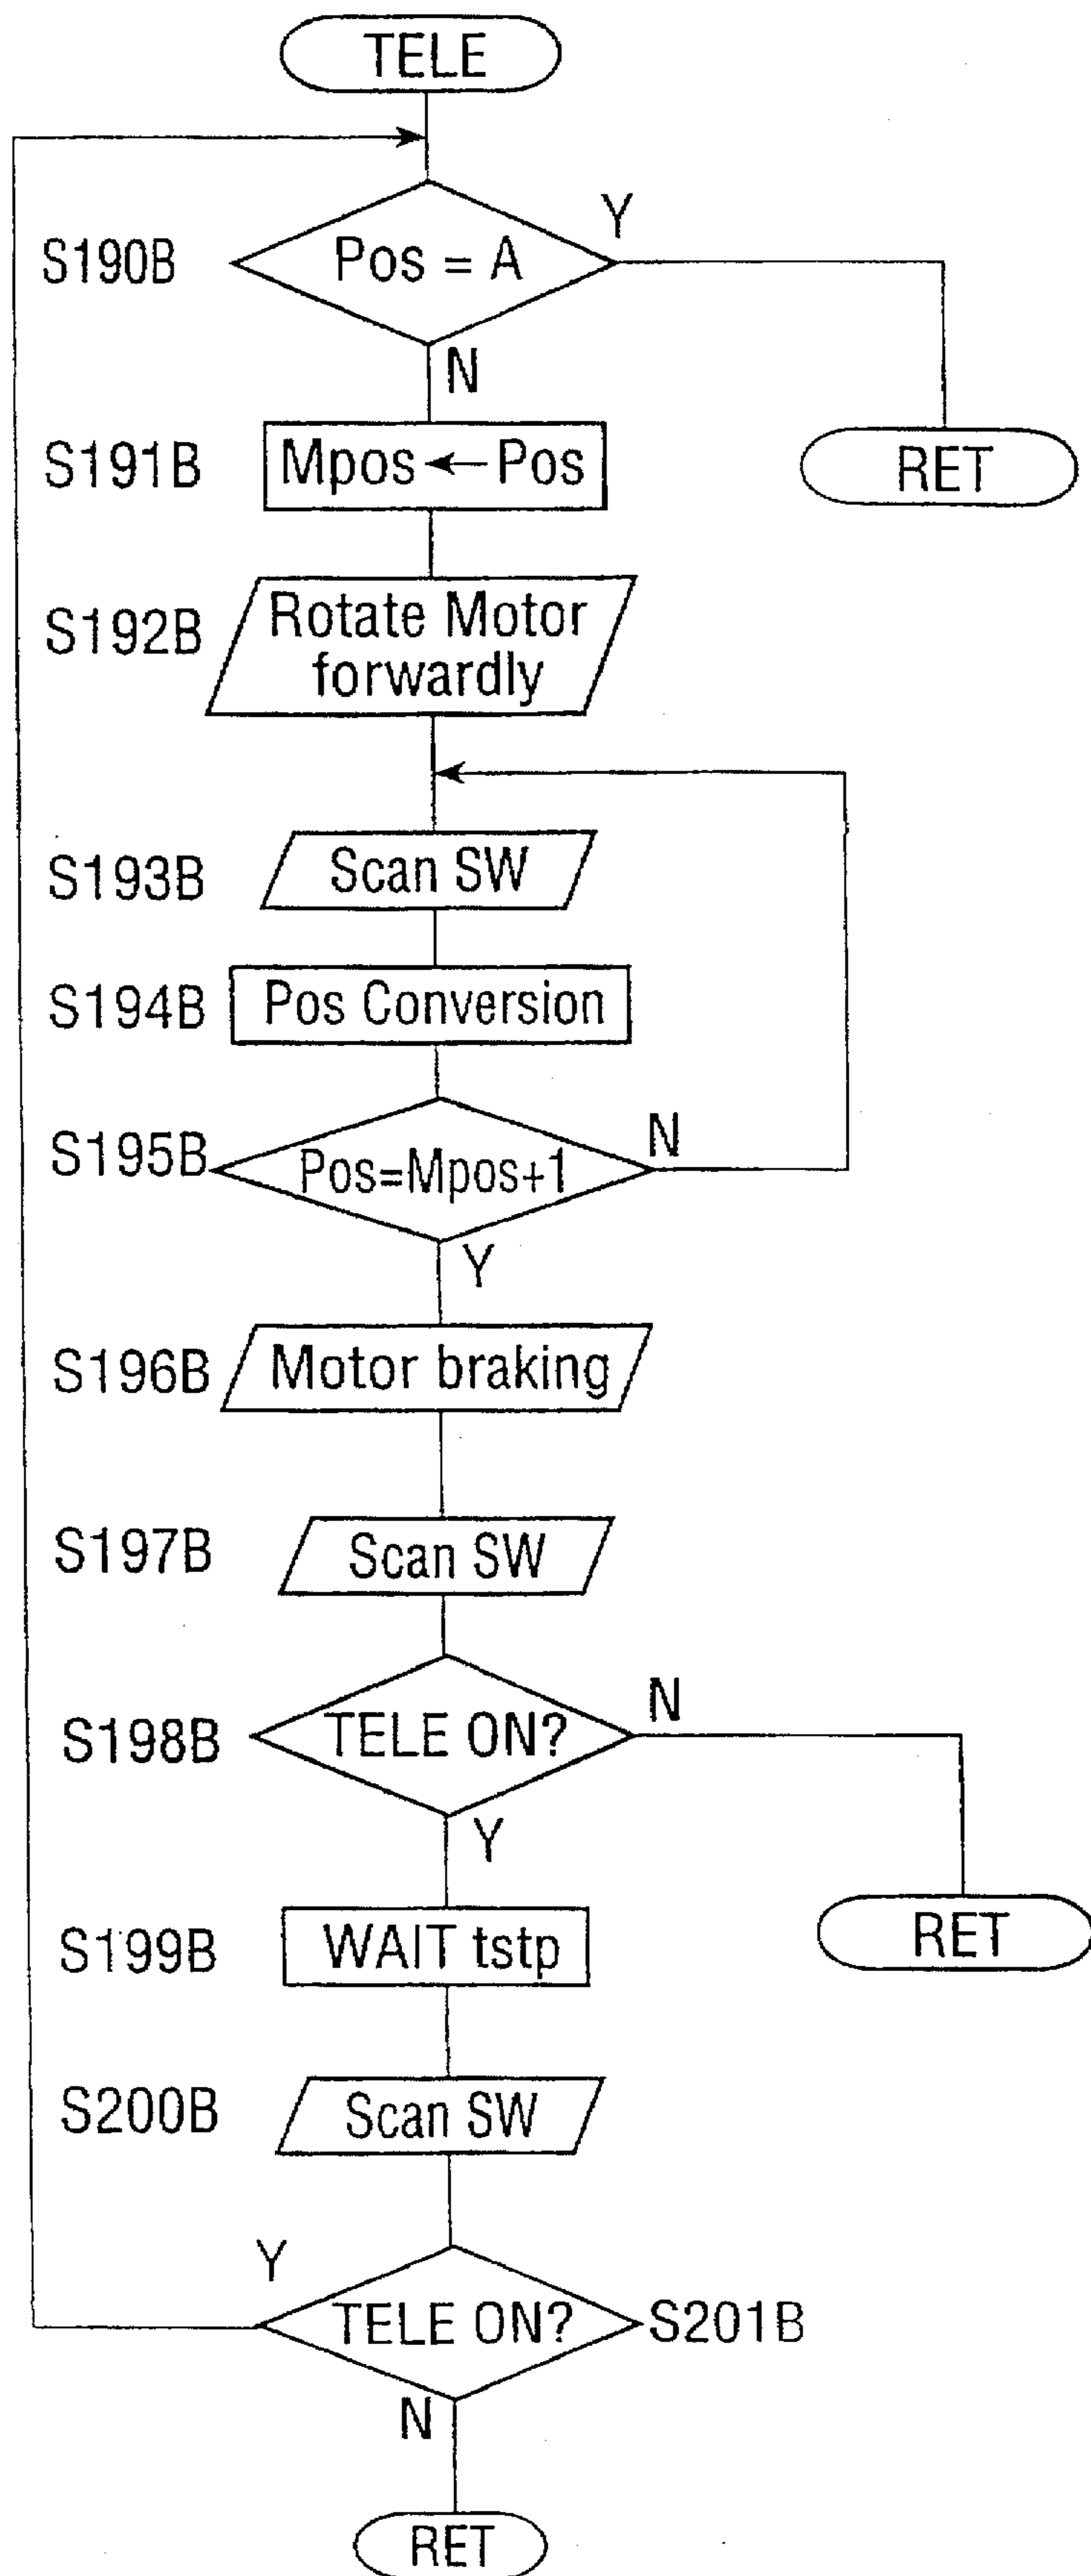 TELE
S190B
Pos = A
Y
N
RET
S191B
Mpos ← Pos
S192B
Rotate Motor
forwardly
S193B
Scan SW
S194B
Pos Conversion
S195B
Pos=Mpos+1
N
Y
S196B
Motor braking
S197B
Scan SW
S198B
TELE ON?
N
Y
RET
S199B
WAIT tstp
S200B
Scan SW
Y
TELE ON?
S201B
N
RET